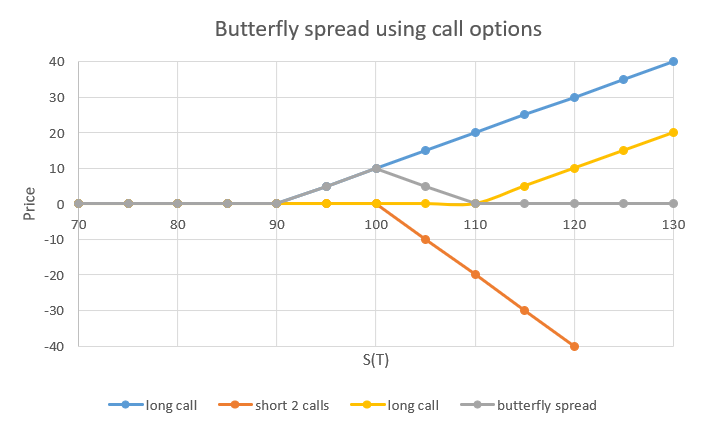 Butterfly spread using call options
40
30
20
10
0
-10
-20
-30
-40
Price
70 80 90 100 110 120 130
S(T)
long call short 2 calls long call butterfly spread